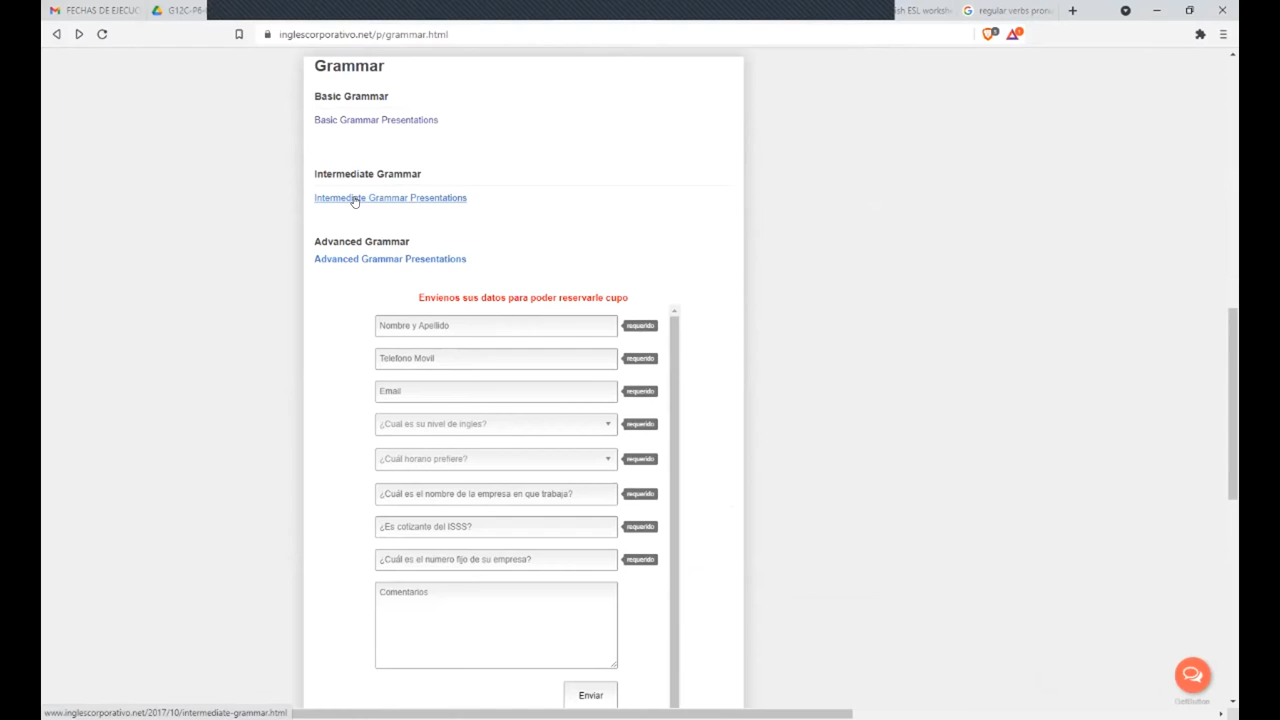 FECHAS DE EJECUC
G12C-P6-
sh ESL workshe
regular verbs pron
inglescorporativo.net/p/grammar.html
Grammar
Basic Grammar
Basic Grammar Presentations
Intermediate Grammar
Intermediate Grammar Presentations
Advanced Grammar
Advanced Grammar Presentations
Envienos sus datos para poder reservarle cupo
Nombre y Apellido requerido
Telefono Movil requerido
Email requerido
¿Cual es su nivel de ingles? requerido
¿Cuál horario prefiere? requerido
¿Cuál es el nombre de la empresa en que trabaja? requerido
¿Es cotizante del ISSS? requerido
¿Cuál es el numero fijo de su empresa? requerido
Comentarios
Enviar
www.inglescorporativo.net/2017/10/intermediate-grammar.html